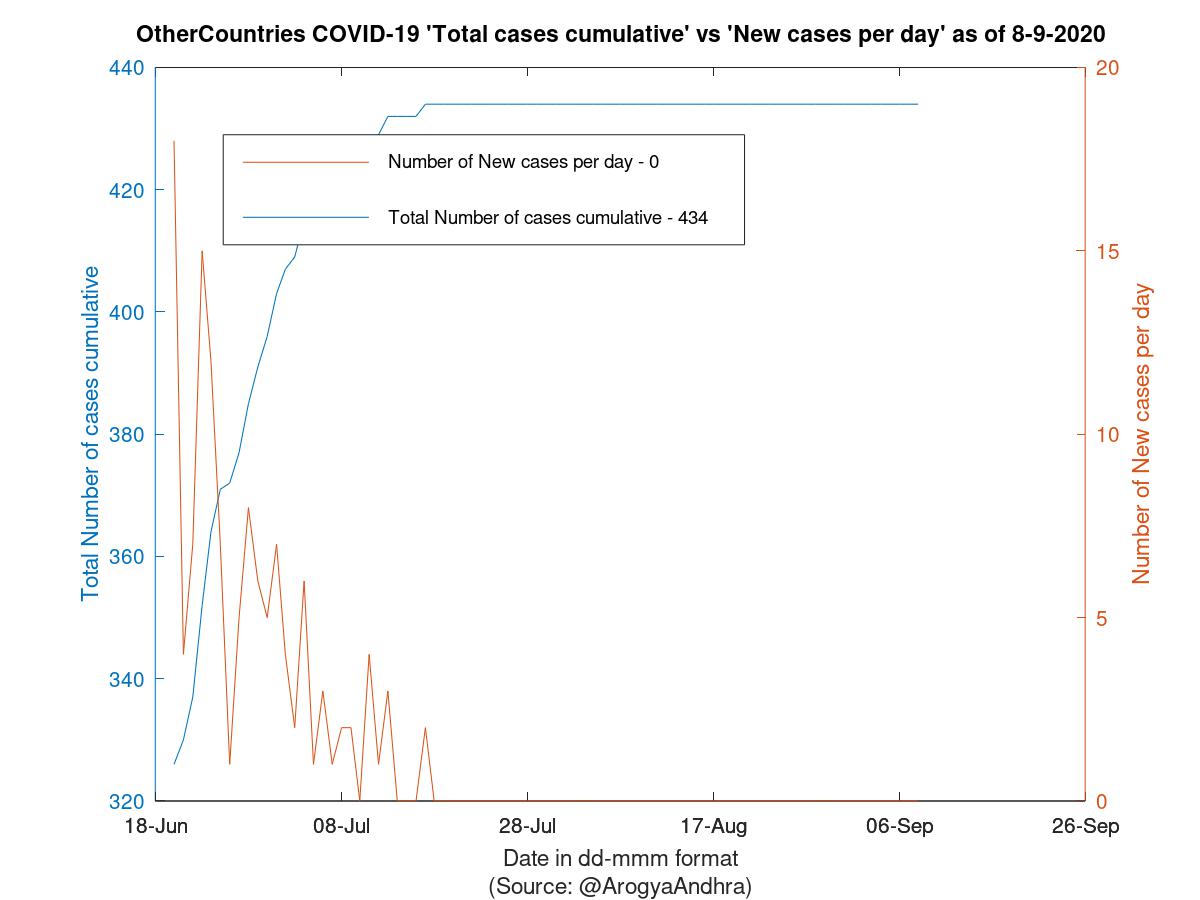 OtherCountries COVID-19 'Total cases cumulative' vs 'New cases per day' as of 8-9-2020
440
420
400
380
360
340
320
Total Number of cases cumulative
Number of New cases per day - 0
Total Number of cases cumulative - 434
20
15
10
5
0
Number of New cases per day
18-Jun
08-Jul
28-Jul
17-Aug
06-Sep
26-Sep
Date in dd-mmm format
(Source: @ArogyaAndhra)